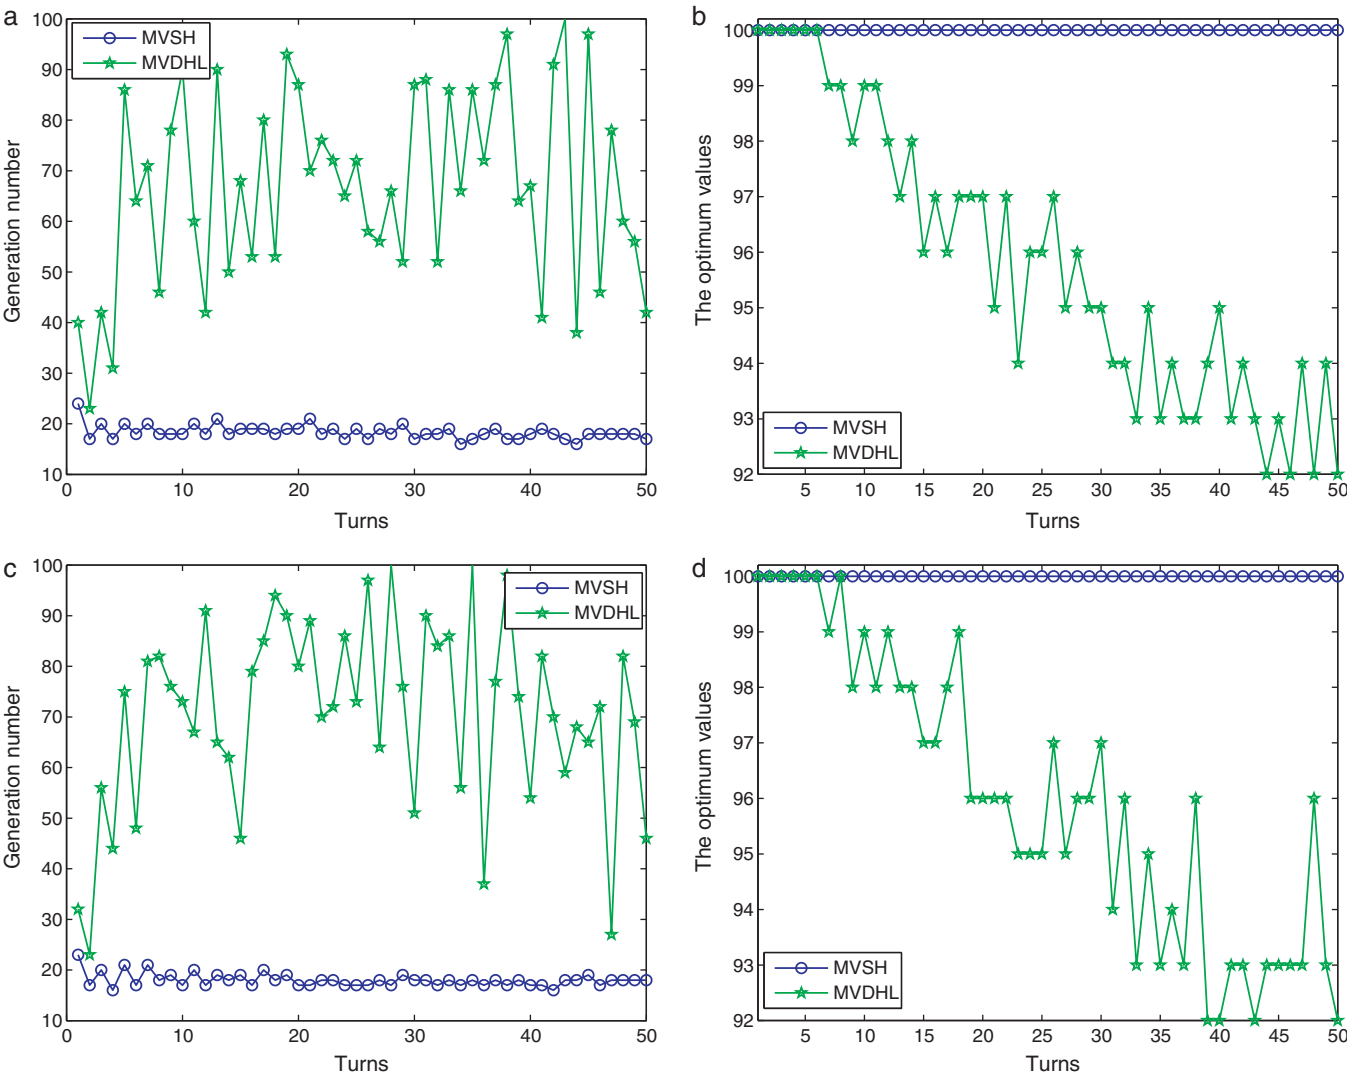 a
MVSH
MVDHL
100
90
80
70
60
50
40
30
20
10
Generation number
0 10 20 30 40 50
Turns
b
100
99
98
97
96
95
94
93
92
The optimum values
MVSH
MVDHL
5 10 15 20 25 30 35 40 45 50
Turns
c
MVSH
MVDHL
100
90
80
70
60
50
40
30
20
10
Generation number
0 10 20 30 40 50
Turns
d
100
99
98
97
96
95
94
93
92
The optimum values
MVSH
MVDHL
5 10 15 20 25 30 35 40 45 50
Turns